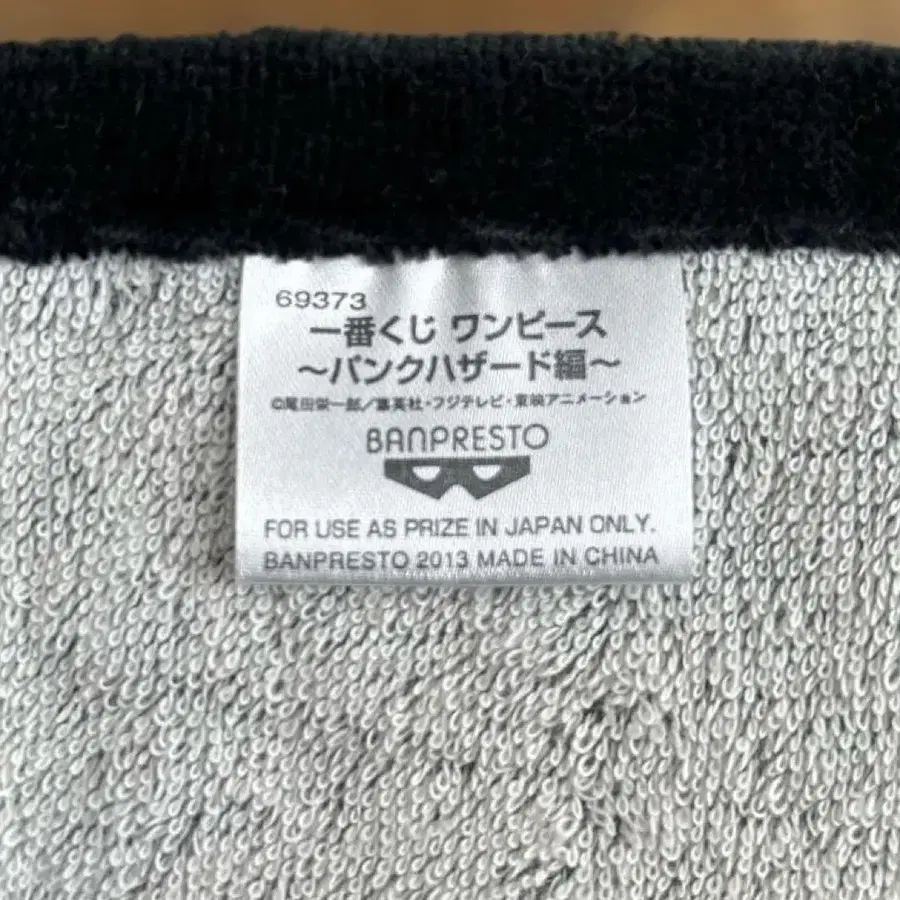 69373
一番くじ ワンピース
～パンクハザード編～
©尾田栄一郎／集英社・フジテレビ・東映アニメーション
BANPRESTO
FOR USE AS PRIZE IN JAPAN ONLY.
BANPRESTO 2013 MADE IN CHINA